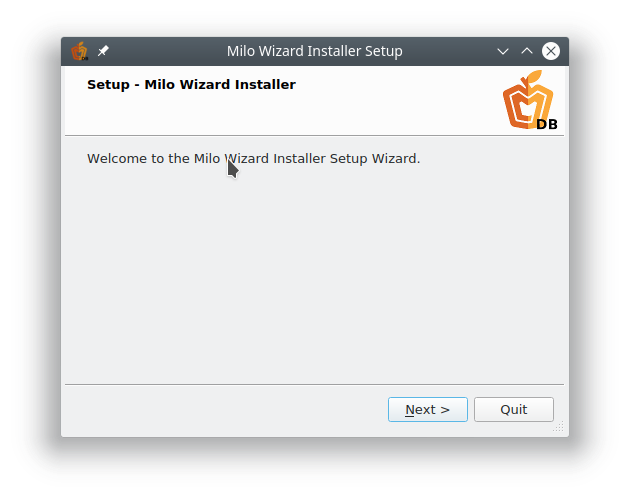 Milo Wizard Installer Setup
Setup - Milo Wizard Installer
DB
Welcome to the Milo Wizard Installer Setup Wizard.
Next >
Quit